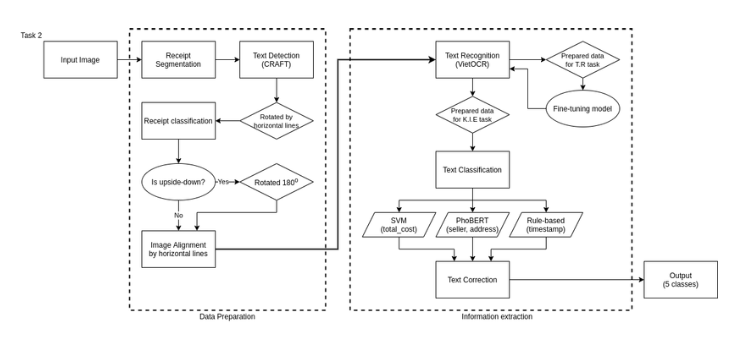 Task 2
Input Image
Receipt
Segmentation
Text Detection
(CRAFT)
Rotated by
horizontal lines
Receipt classification
Is upside-down?
Yes
Rotated 180⁰
No
Image Alignment
by horizontal lines
Data Preparation
Text Recognition
(VietOCR)
Prepared data
for T.R task
Fine-tuning model
Prepared data
for K.I.E task
Text Classification
SVM
(total_cost)
PhoBERT
(seller, address)
Rule-based
(timestamp)
Text Correction
Output
(5 classes)
Information extraction